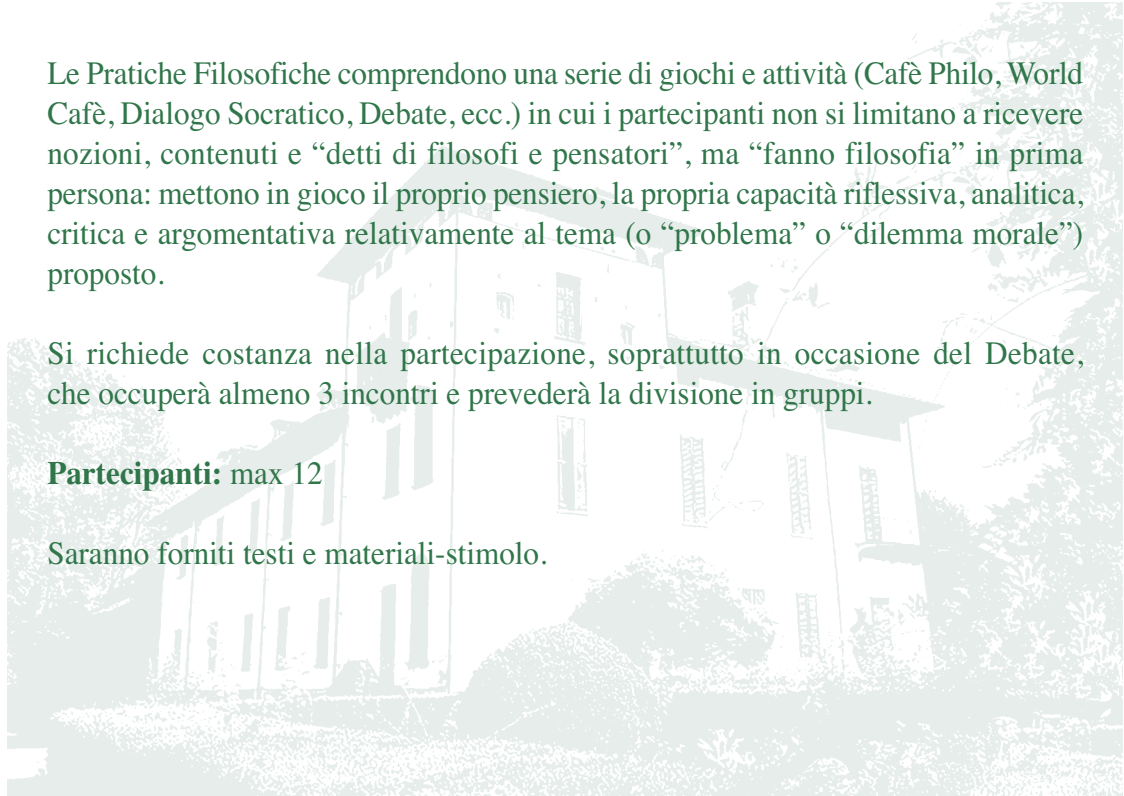 Le Pratiche Filosofiche comprendono una serie di giochi e attività (Cafè Philo, World
Cafè, Dialogo Socratico, Debate, ecc.) in cui i partecipanti non si limitano a ricevere
nozioni, contenuti e “detti di filosofi e pensatori”, ma “fanno filosofia” in prima
persona: mettono in gioco il proprio pensiero, la propria capacità riflessiva, analitica,
critica e argomentativa relativamente al tema (o “problema” o “dilemma morale”)
proposto.
Si richiede costanza nella partecipazione, soprattutto in occasione del Debate,
che occuperà almeno 3 incontri e prevederà la divisione in gruppi.
Partecipanti: max 12
Saranno forniti testi e materiali-stimolo.